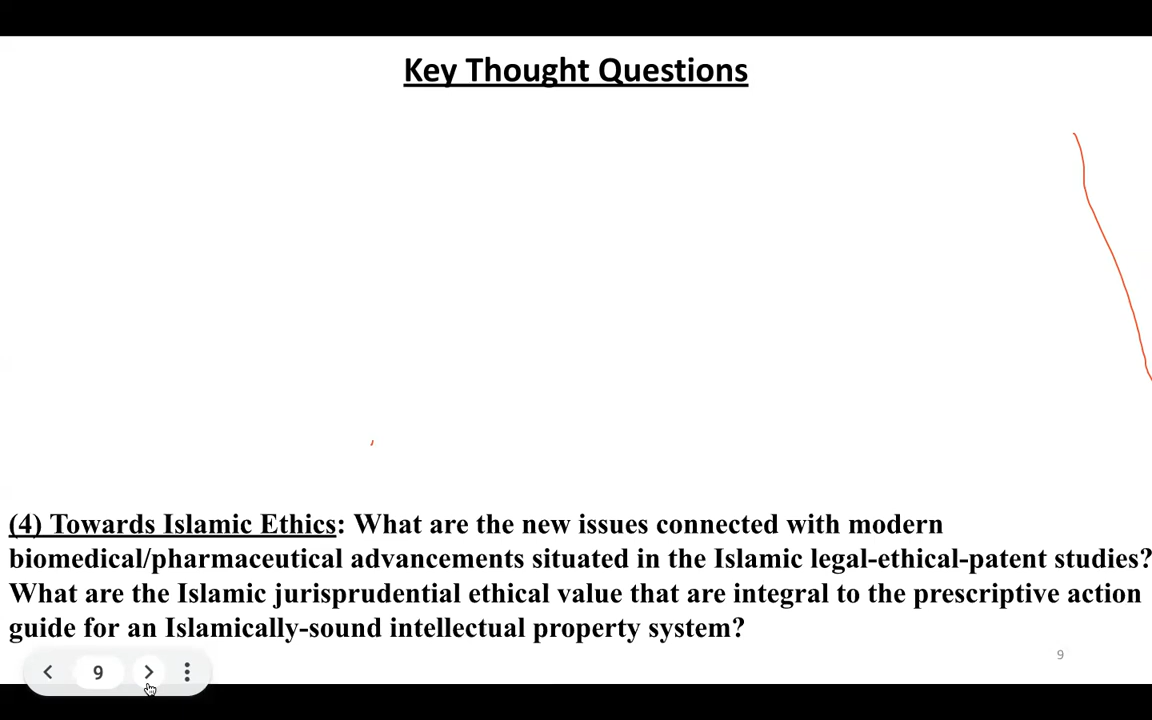 Key Thought Questions
(4) Towards Islamic Ethics: What are the new issues connected with modern
biomedical/pharmaceutical advancements situated in the Islamic legal-ethical-patent studies?
What are the Islamic jurisprudential ethical value that are integral to the prescriptive action
guide for an Islamically-sound intellectual property system?
9
9